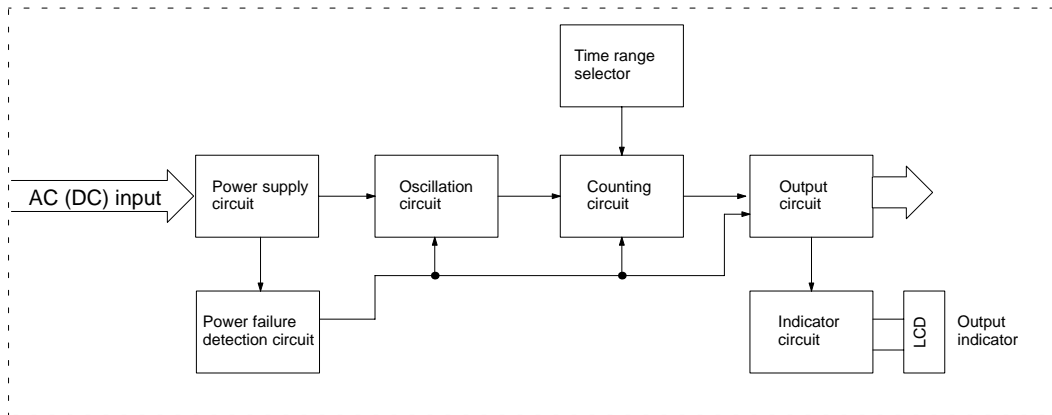 Time range
selector
AC (DC) input
Power supply
circuit
Oscillation
circuit
Counting
circuit
Output
circuit
Power failure
detection circuit
Indicator
circuit
LCD
Output
indicator